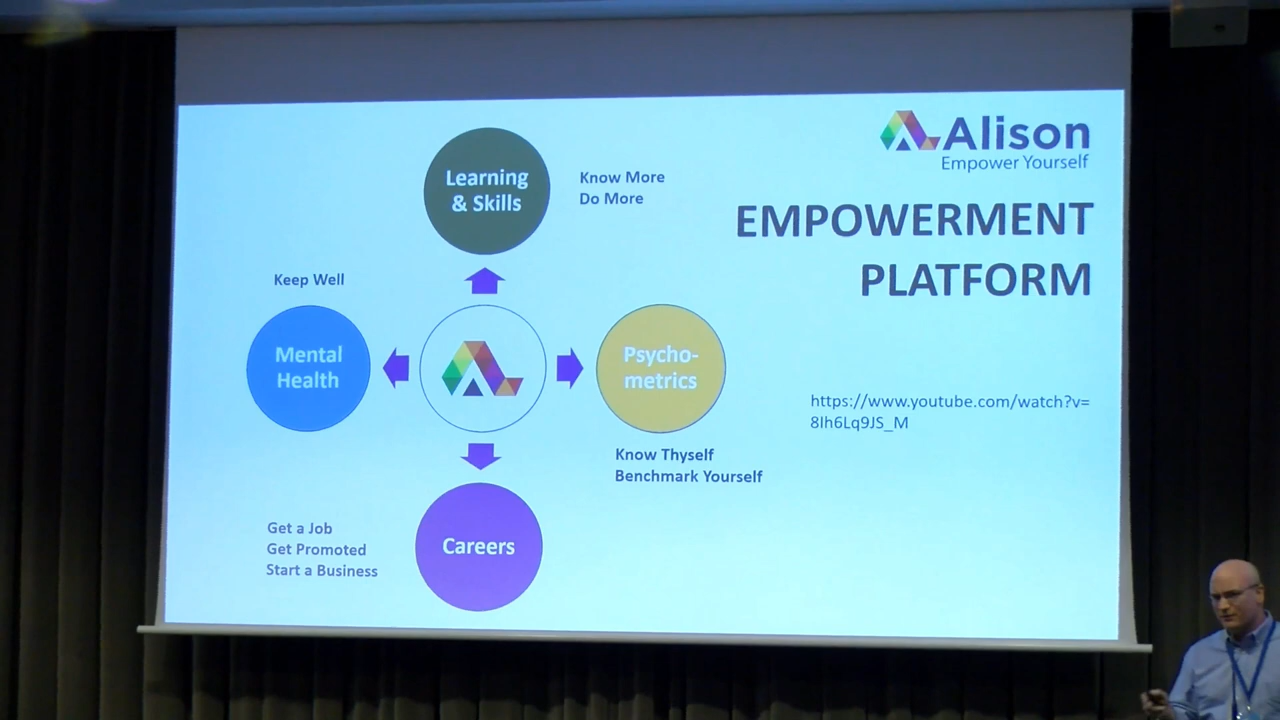 Alison
Empower Yourself
EMPOWERMENT
PLATFORM
Learning
& Skills
Know More
Do More
Keep Well
Mental
Health
Psycho-
metrics
Know Thyself
Benchmark Yourself
Careers
Get a Job
Get Promoted
Start a Business
https://www.youtube.com/watch?v=
8Ih6Lq9JS_M